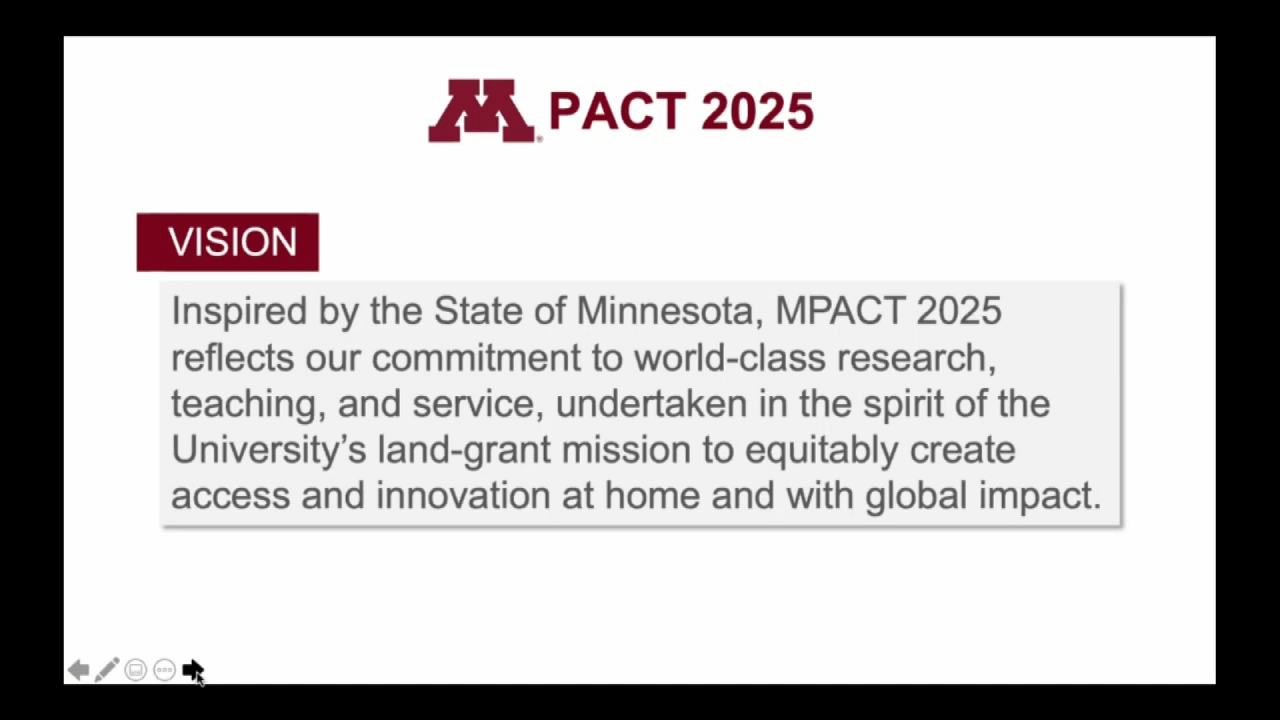 M® PACT 2025
VISION
Inspired by the State of Minnesota, MPACT 2025
reflects our commitment to world-class research,
teaching, and service, undertaken in the spirit of the
University’s land-grant mission to equitably create
access and innovation at home and with global impact.